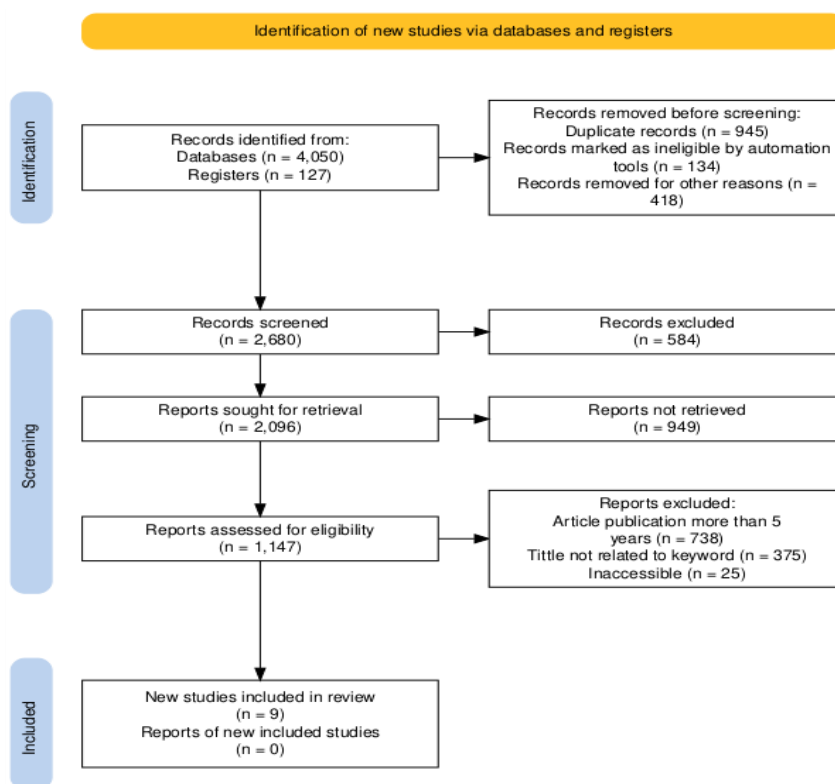 Identification of new studies via databases and registers
Identification
Records identified from:
Databases (n = 4,050)
Registers (n = 127)
Records removed before screening:
Duplicate records (n = 945)
Records marked as ineligible by automation
tools (n = 134)
Records removed for other reasons (n =
418)
Screening
Records screened
(n = 2,680)
Records excluded
(n = 584)
Reports sought for retrieval
(n = 2,096)
Reports not retrieved
(n = 949)
Reports assessed for eligibility
(n = 1,147)
Reports excluded:
Article publication more than 5
years (n = 738)
Tittle not related to keyword (n = 375)
Inaccessible (n = 25)
Included
New studies included in review
(n = 9)
Reports of new included studies
(n = 0)